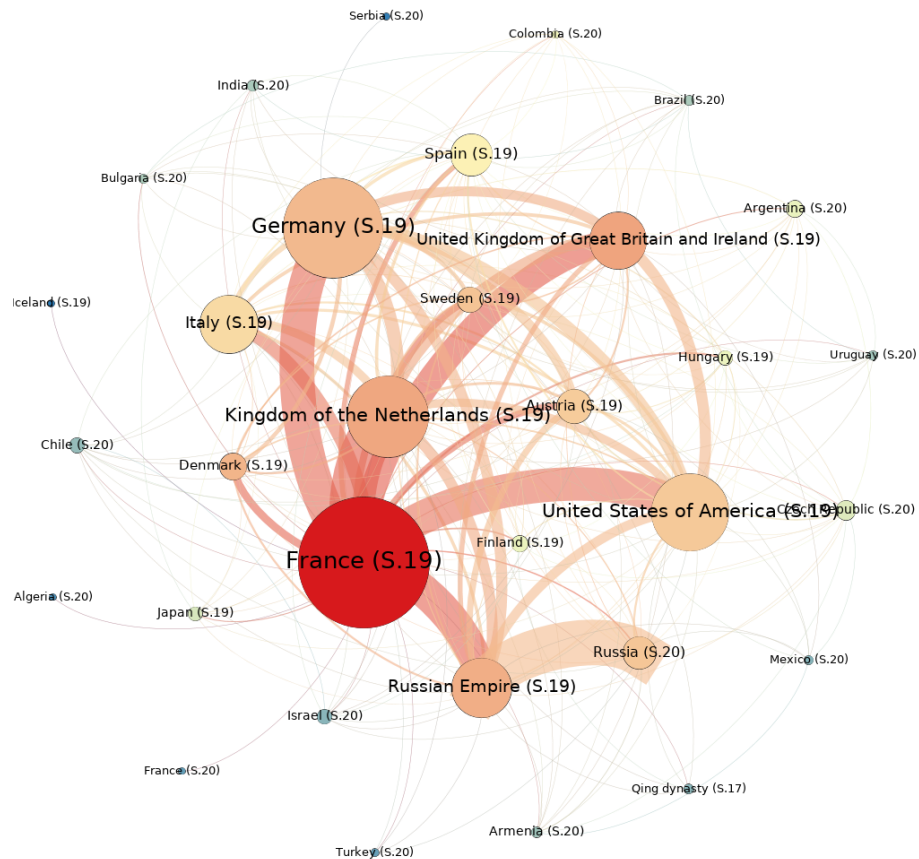 Serbia (S.20)
Colombia (S.20)
India (S.20)
Brazil (S.20)
Spain (S.19)
Bulgaria (S.20)
Argentina (S.20)
Germany (S.19)
United Kingdom of Great Britain and Ireland (S.19)
Sweden (S.19)
Iceland (S.19)
Italy (S.19)
Hungary (S.19)
Uruguay (S.20)
Austria (S.19)
Kingdom of the Netherlands (S.19)
Chile (S.20)
Denmark (S.19)
United States of America (S.19)
Czech Republic (S.20)
Finland (S.19)
France (S.19)
Algeria (S.20)
Japan (S.19)
Russia (S.20)
Mexico (S.20)
Russian Empire (S.19)
Israel (S.20)
France (S.20)
Qing dynasty (S.17)
Armenia (S.20)
Turkey (S.20)